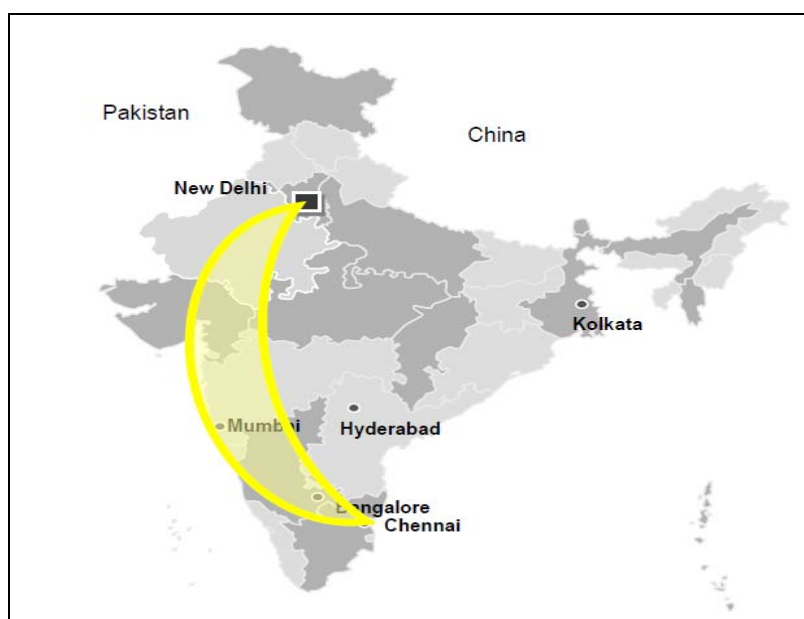 Pakistan
China
New Delhi
Kolkata
Mumbai
Hyderabad
Bangalore
Chennai